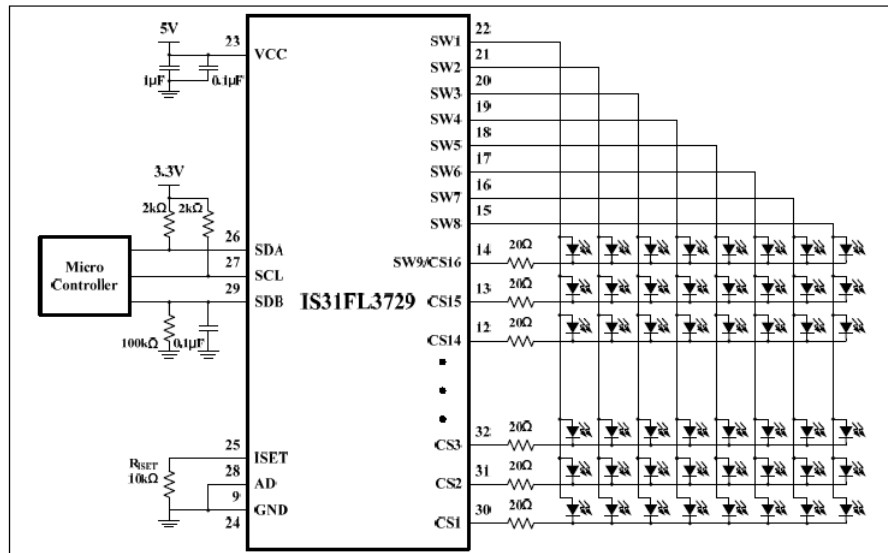 5V
23
VCC
1µF
0.1µF
3.3V
2kΩ
2kΩ
26
SDA
27
SCL
29
SDB
Micro
Controller
100kΩ
0.1µF
25
ISET
RISET
10kΩ
28
AD
9
GND
24
IS31FL3729
22
SW1
21
SW2
20
SW3
19
SW4
18
SW5
17
SW6
16
SW7
15
SW8
14
SW9/CS16
20Ω
13
CS15
20Ω
12
CS14
20Ω
32
CS3
20Ω
31
CS2
20Ω
30
CS1
20Ω